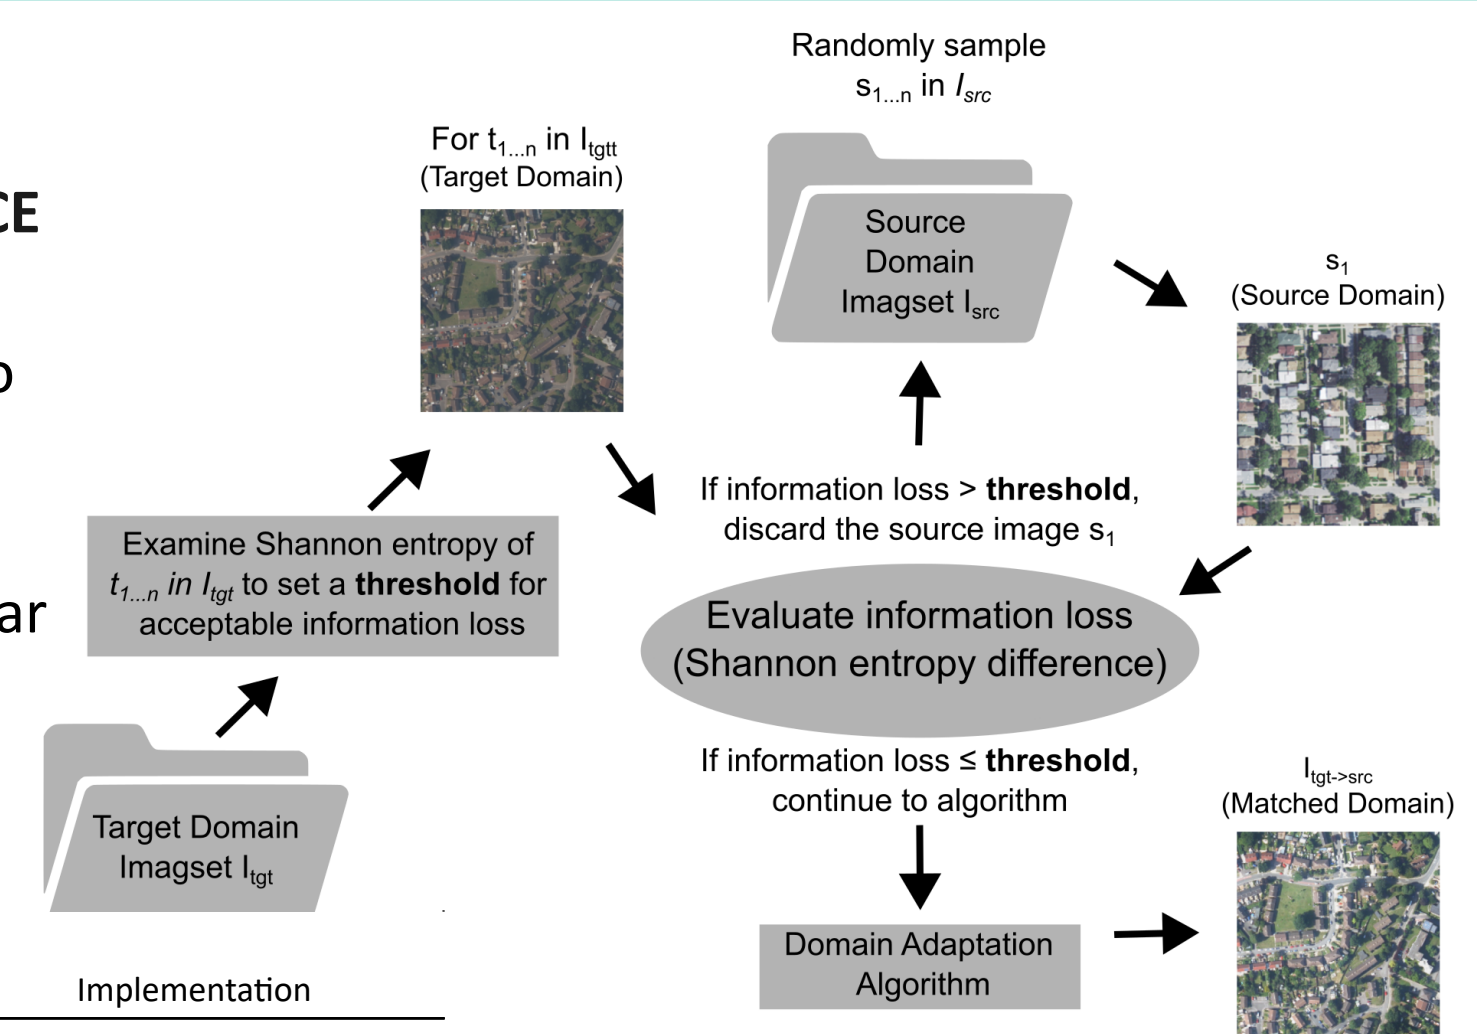 CE
o
ar
Randomly sample
s1...n in Isrc
For t1...n in Itgtt
(Target Domain)
Source
Domain
Imagset Isrc
s1
(Source Domain)
If information loss > threshold,
discard the source image s1
Examine Shannon entropy of
t1...n in Itgt to set a threshold for
acceptable information loss
Evaluate information loss
(Shannon entropy difference)
If information loss ≤ threshold,
continue to algorithm
Itgt->src
(Matched Domain)
Target Domain
Imagset Itgt
Domain Adaptation
Algorithm
Implementation